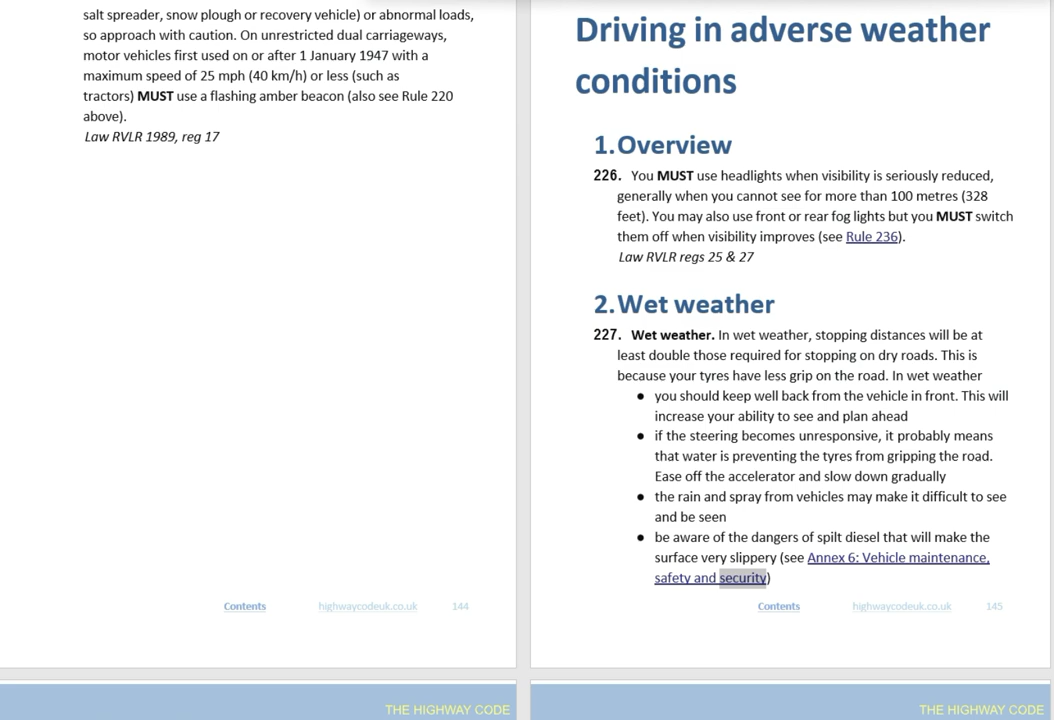 salt spreader, snow plough or recovery vehicle) or abnormal loads,
so approach with caution. On unrestricted dual carriageways,
motor vehicles first used on or after 1 January 1947 with a
maximum speed of 25 mph (40 km/h) or less (such as
tractors) MUST use a flashing amber beacon (also see Rule 220
above).
Law RVLR 1989, reg 17
Contents highwaycodeuk.co.uk 144
THE HIGHWAY CODE
Driving in adverse weather
conditions
1.Overview
226. You MUST use headlights when visibility is seriously reduced,
generally when you cannot see for more than 100 metres (328
feet). You may also use front or rear fog lights but you MUST switch
them off when visibility improves (see Rule 236).
Law RVLR regs 25 & 27
2.Wet weather
227. Wet weather. In wet weather, stopping distances will be at
least double those required for stopping on dry roads. This is
because your tyres have less grip on the road. In wet weather
● you should keep well back from the vehicle in front. This will
increase your ability to see and plan ahead
● if the steering becomes unresponsive, it probably means
that water is preventing the tyres from gripping the road.
Ease off the accelerator and slow down gradually
● the rain and spray from vehicles may make it difficult to see
and be seen
● be aware of the dangers of spilt diesel that will make the
surface very slippery (see Annex 6: Vehicle maintenance,
safety and security)
Contents highwaycodeuk.co.uk 145
THE HIGHWAY CODE